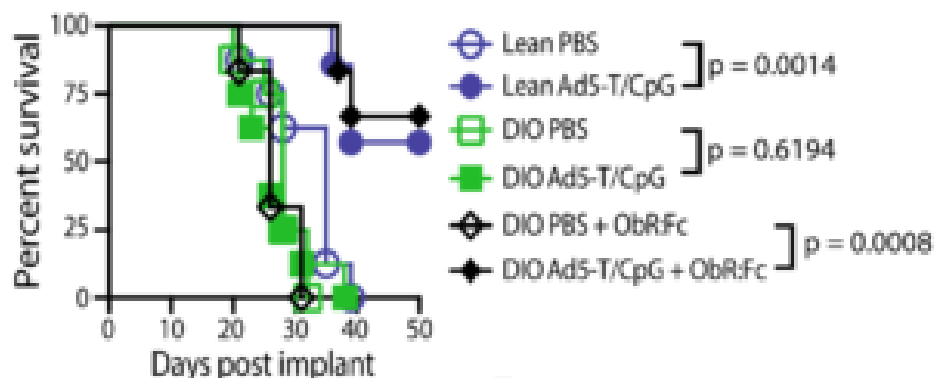 Percent survival
100
75
50
25
0
0 10 20 30 40 50
Days post implant
Lean PBS
Lean Ad5-T/CpG
p = 0.0014
DIO PBS
DIO Ad5-T/CpG
p = 0.6194
DIO PBS + ObR:Fc
DIO Ad5-T/CpG + ObR:Fc
p = 0.0008